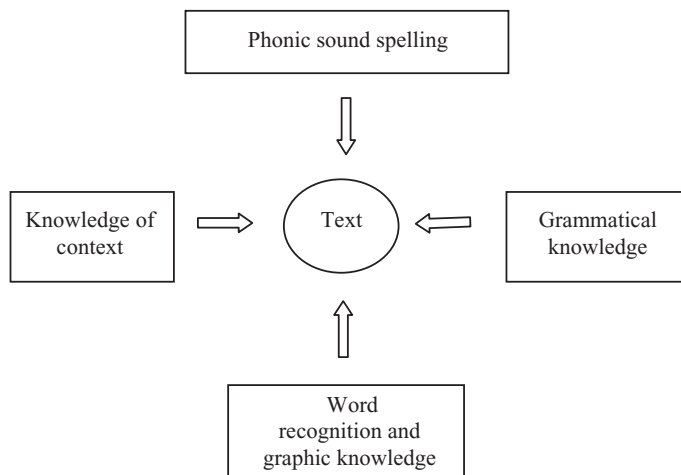 Phonic sound spelling
Knowledge of
context
Text
Grammatical
knowledge
Word
recognition and
graphic knowledge